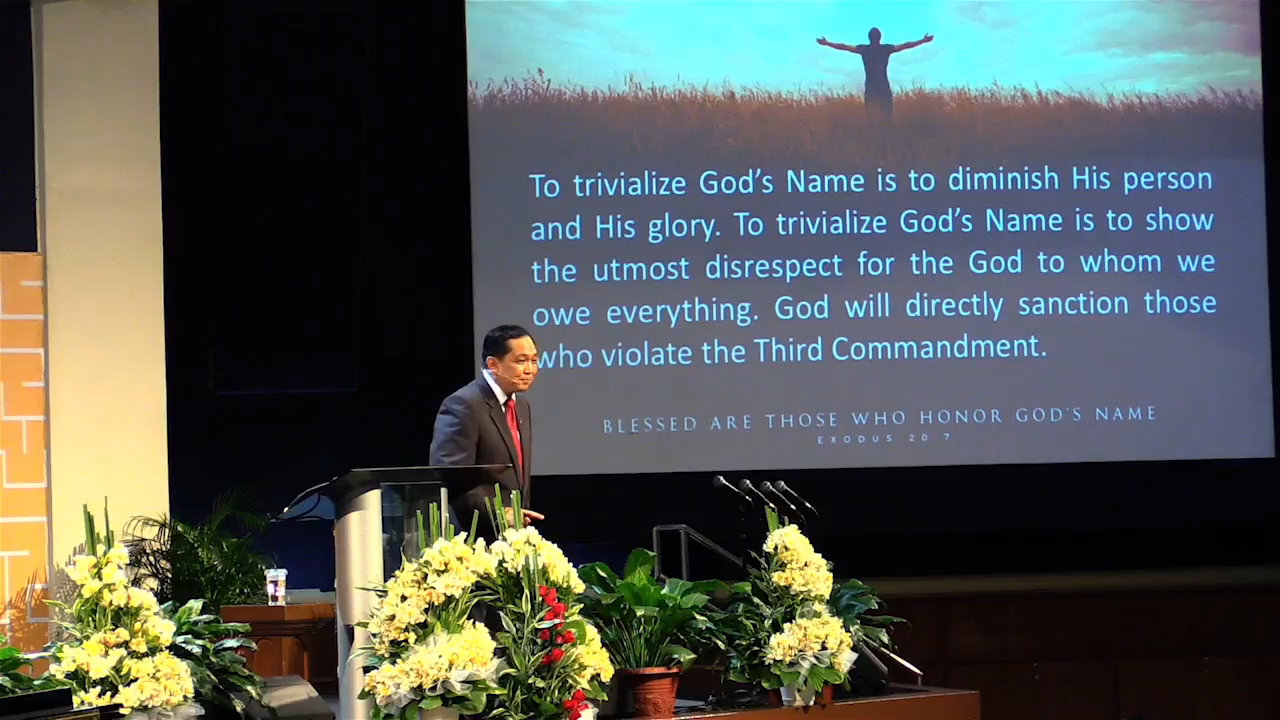 To trivialize God's Name is to diminish His person
and His glory. To trivialize God's Name is to show
the utmost disrespect for the God to whom we
owe everything. God will directly sanction those
who violate the Third Commandment.
BLESSED ARE THOSE WHO HONOR GOD'S NAME
EXODUS 20 7